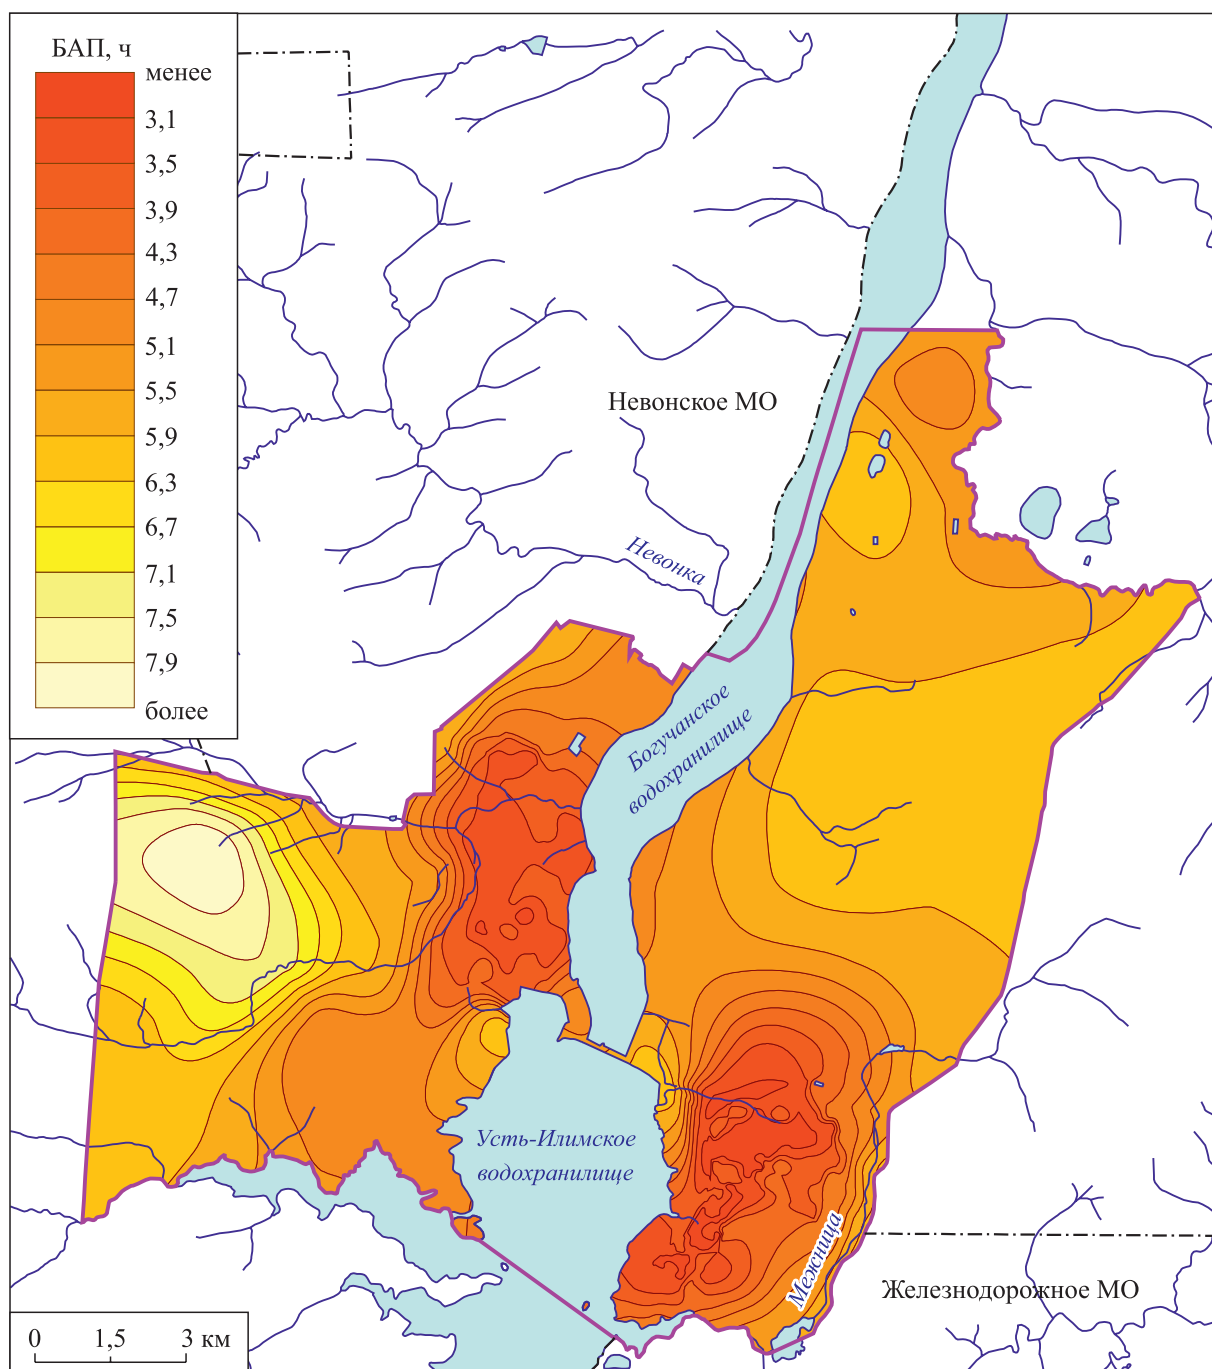 БАП, ч
менее
3,1
3,5
3,9
4,3
4,7
5,1
5,5
5,9
6,3
6,7
7,1
7,5
7,9
более
Невонское МО
Невонка
Богучанское
водохранилище
Усть-Илимское
водохранилище
Межница
Железнодорожное МО
0 1,5 3 км